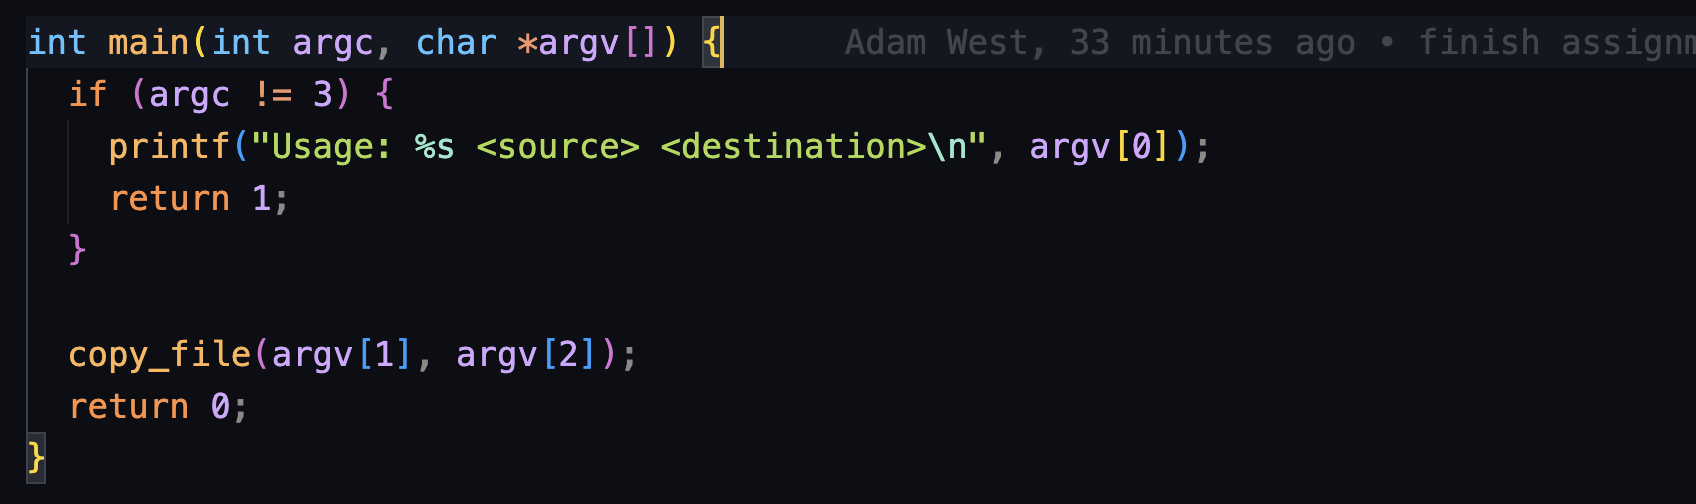 int main(int argc, char *argv[]) { Adam West, 33 minutes ago • finish
if (argc != 3) {
printf("Usage: %s <source> <destination>\n", argv[0]);
return 1;
}
copy_file(argv[1], argv[2]);
return 0;
}